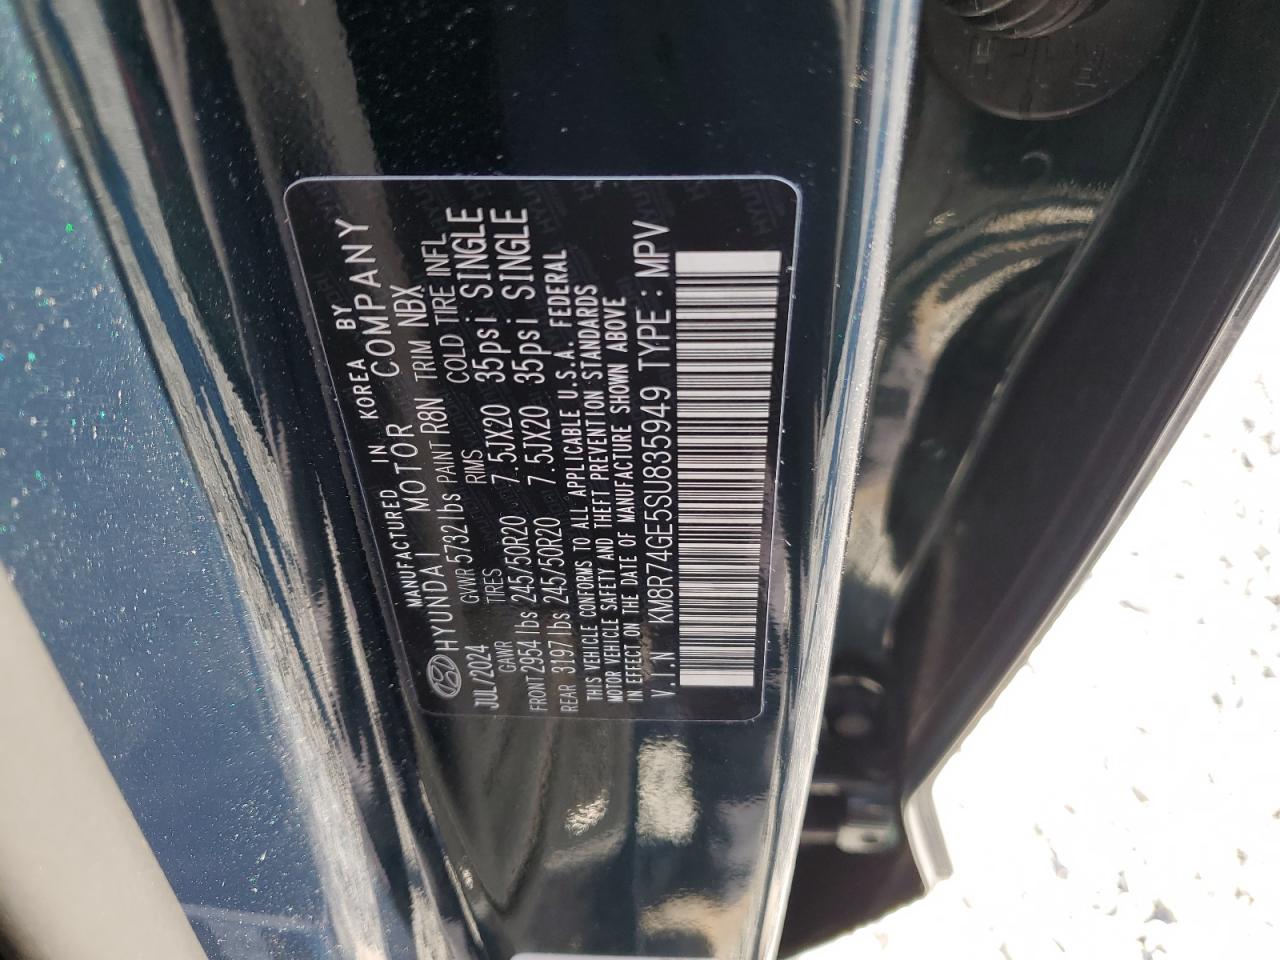 MANUFACTURED IN KOREA BY
HYUNDAI MOTOR COMPANY
JUL/2024 GVWR 5732 lbs PAINT R8N TRIM NBX
GAWR TIRES RIMS COLD TIRE INFL
FRONT 2954 lbs 245/50R20 7.5JX20 35psi SINGLE
REAR 3197 lbs 245/50R20 7.5JX20 35psi SINGLE
THIS VEHICLE CONFORMS TO ALL APPLICABLE U.S.A. FEDERAL
MOTOR VEHICLE SAFETY AND THEFT PREVENTION STANDARDS
IN EFFECT ON THE DATE OF MANUFACTURE SHOWN ABOVE
V.I.N KM8R74GE5SU835949 TYPE : MPV